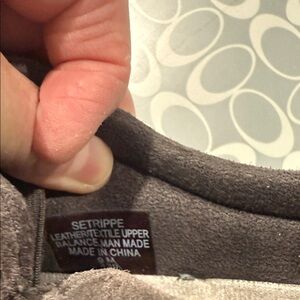 SETRIPPE
LEATHER/TEXTILE UPPER
BALANCE MAN MADE
MADE IN CHINA